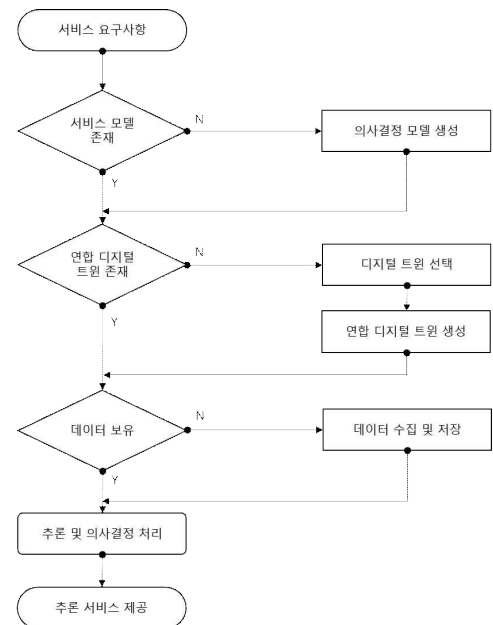 서비스 요구사항
서비스 모델
존재
N
의사결정 모델 생성
Y
연합 디지털
트윈 존재
N
디지털 트윈 선택
Y
연합 디지털 트윈 생성
데이터 보유
N
데이터 수집 및 저장
Y
추론 및 의사결정 처리
추론 서비스 제공